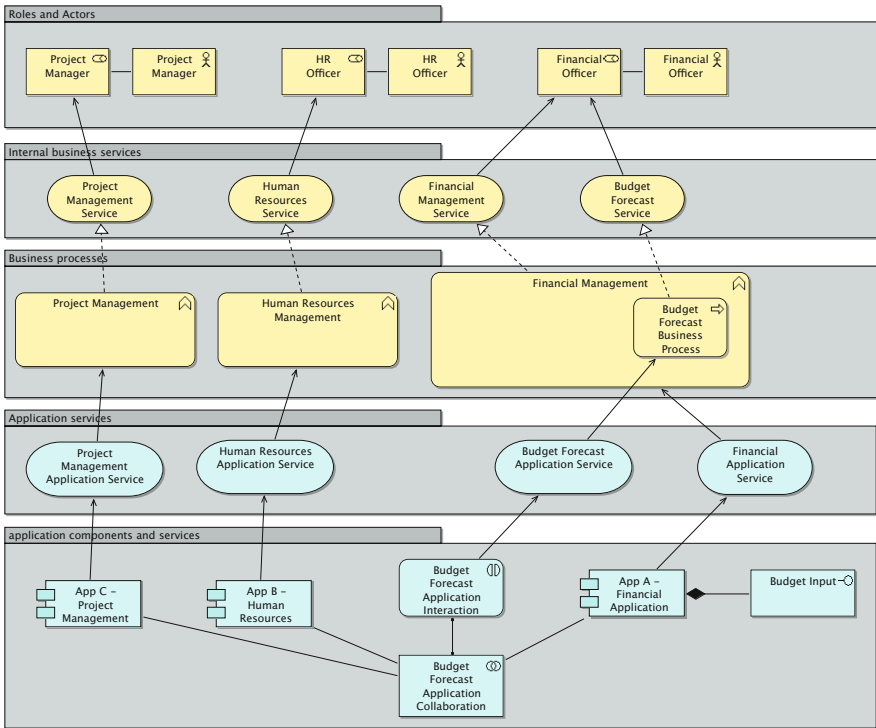 Roles and Actors
Project
Manager
Project
Manager
HR
Officer
HR
Officer
Financial
Officer
Financial
Officer
Internal business services
Project
Management
Service
Human
Resources
Service
Financial
Management
Service
Budget
Forecast
Service
Business processes
Project Management
Human Resources
Management
Financial Management
Budget
Forecast
Business
Process
Application services
Project
Management
Application Service
Human Resources
Application Service
Budget Forecast
Application Service
Financial
Application
Service
application components and services
App C –
Project
Management
App B –
Human
Resources
Budget
Forecast
Application
Interaction
App A –
Financial
Application
Budget Input
Budget
Forecast
Application
Collaboration